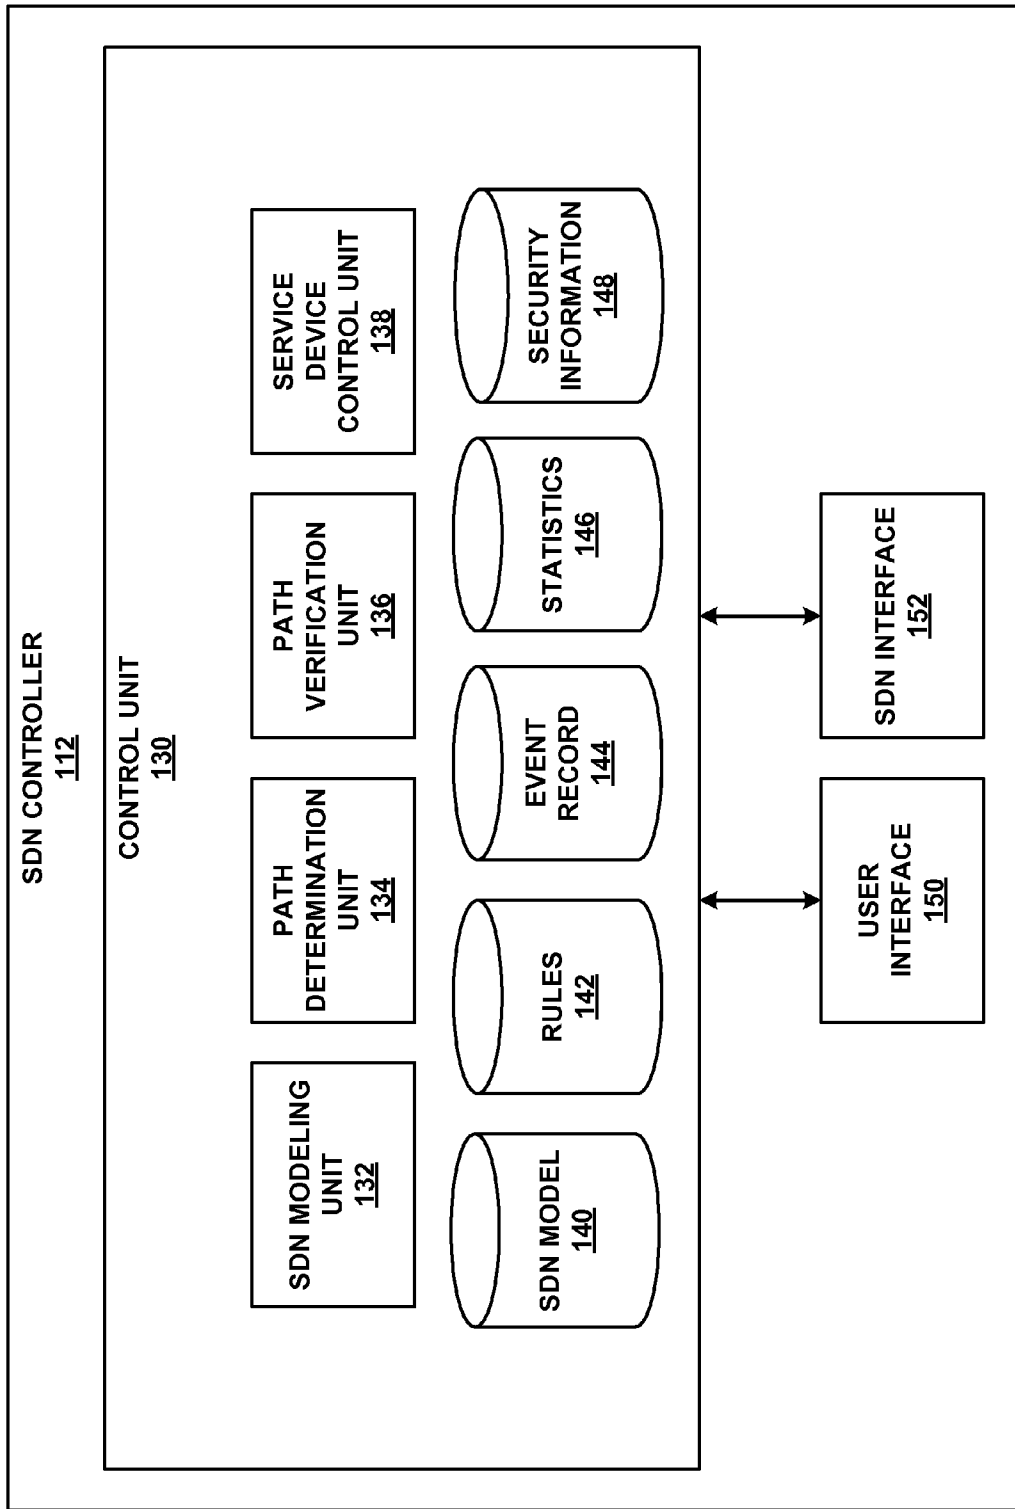 SDN CONTROLLER
112
CONTROL UNIT
130
SDN MODELING
UNIT
132
PATH
DETERMINATION
UNIT
134
PATH
VERIFICATION
UNIT
136
SERVICE
DEVICE
CONTROL UNIT
138
SDN MODEL
140
RULES
142
EVENT
RECORD
144
STATISTICS
146
SECURITY
INFORMATION
148
USER
INTERFACE
150
SDN INTERFACE
152